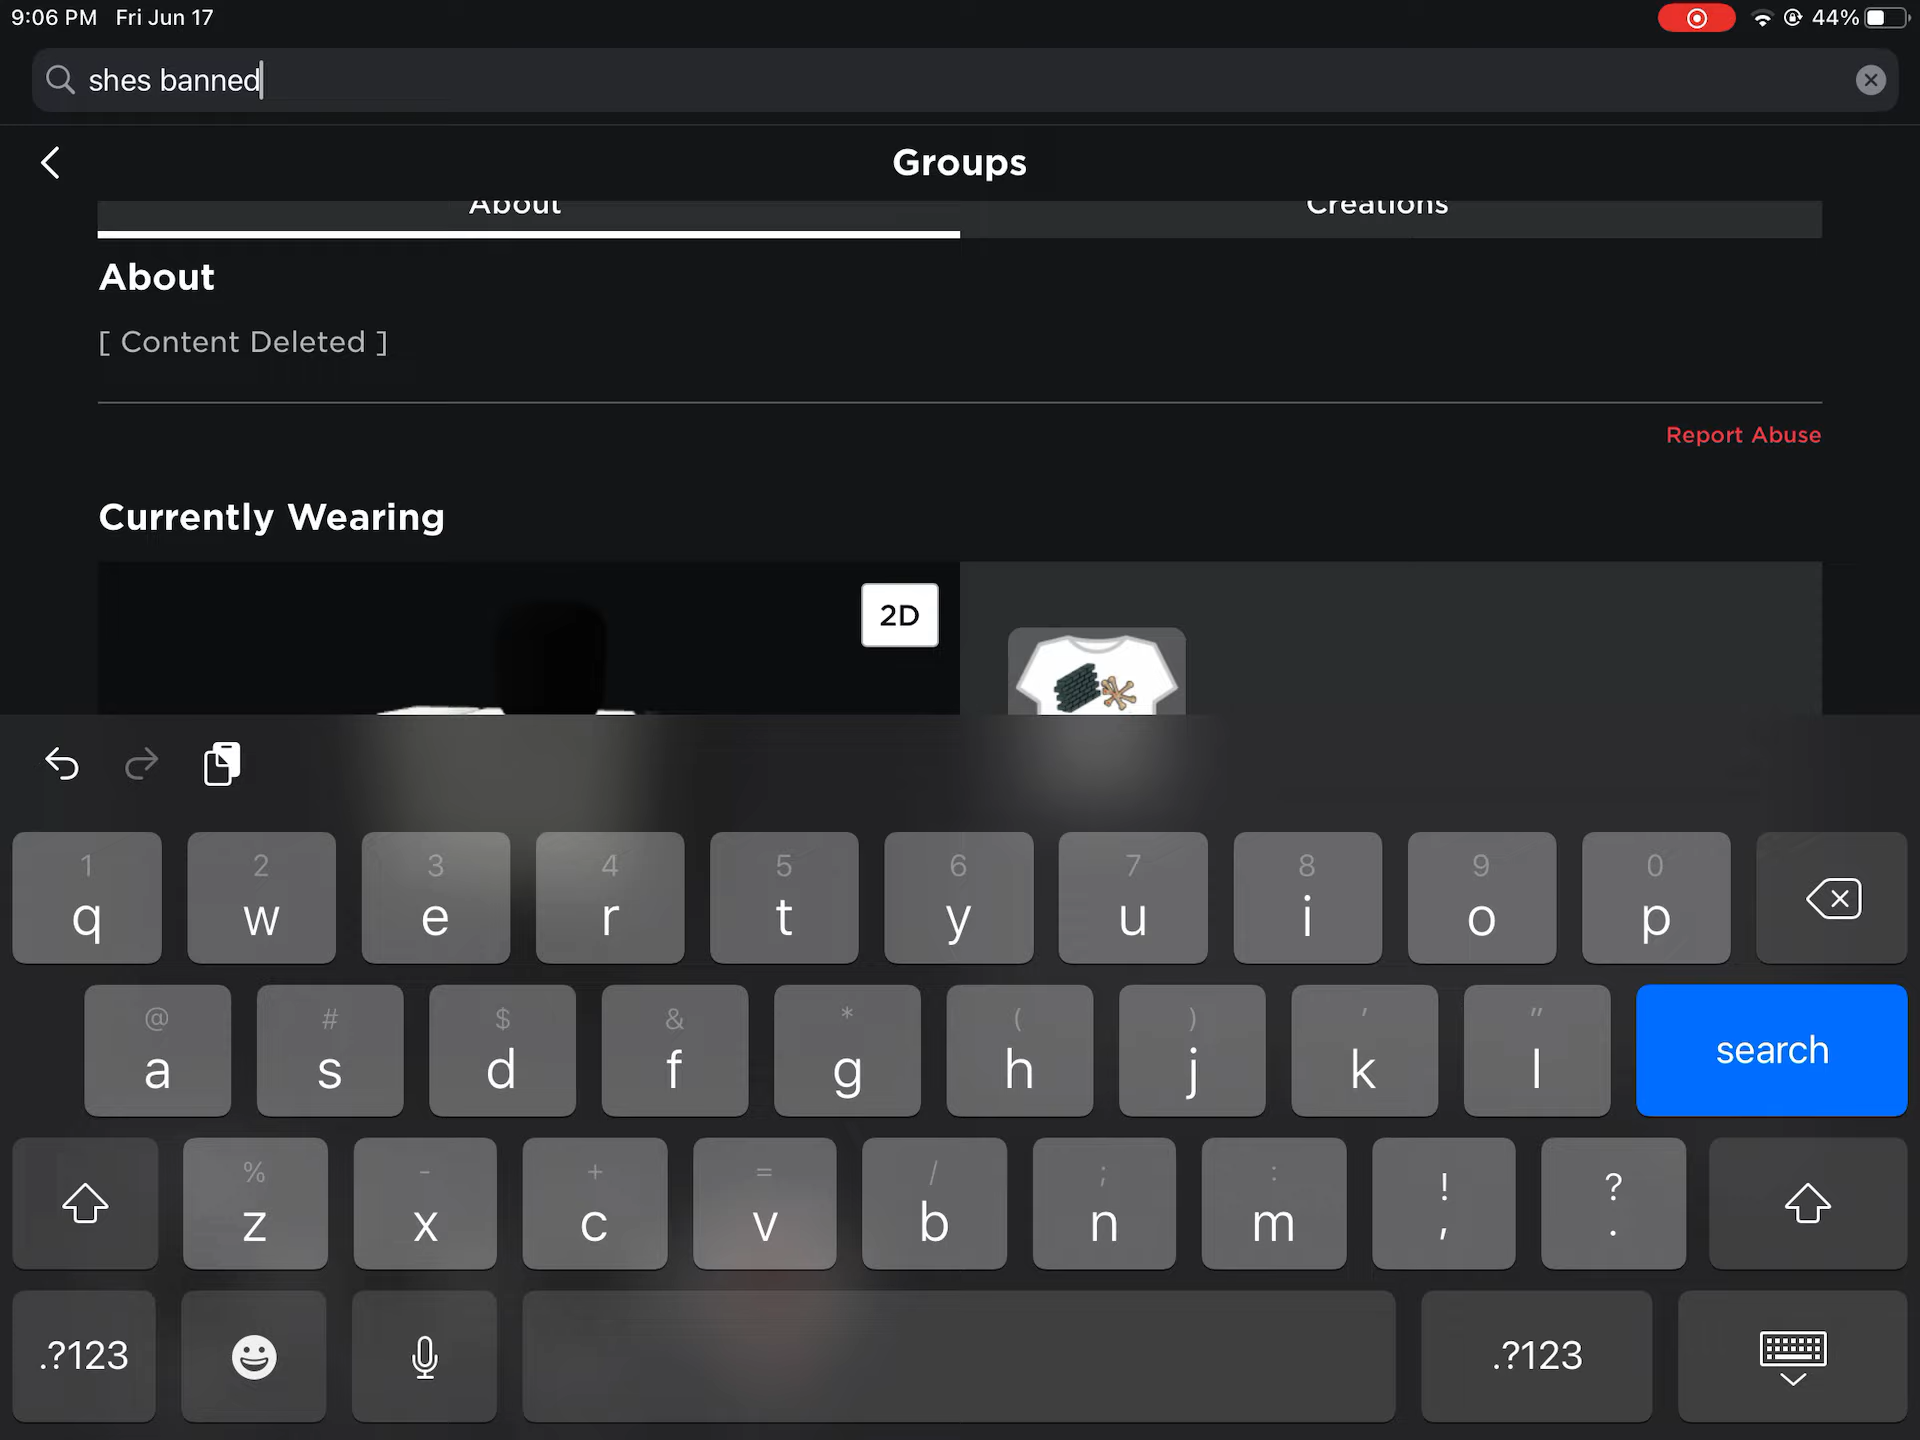 9:06 PM Fri Jun 17
44%
shes banned
Groups
About Creations
About
[ Content Deleted ]
Report Abuse
Currently Wearing
2D
1 2 3 4 5 6 7 8 9 0
q w e r t y u i o p
@ # $ & * ( ) ' "
a s d f g h j k l search
% - + = / ; : ! ?
z x c v b n m , .
.?123 .?123